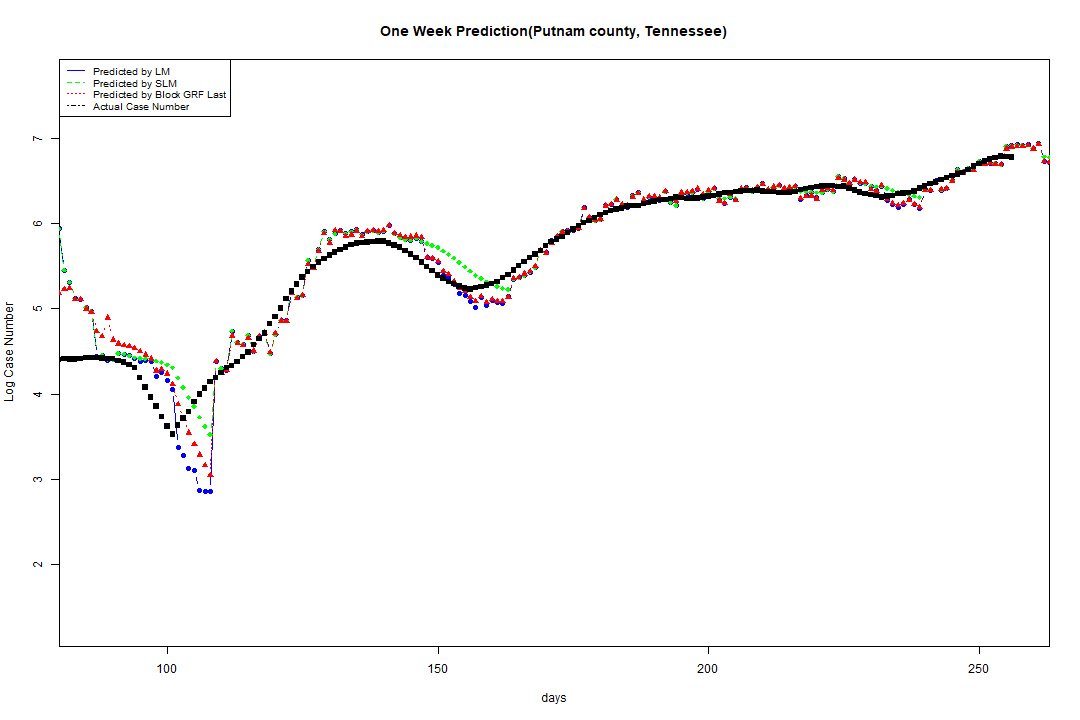 One Week Prediction(Putnam county, Tennessee)
Predicted by LM
Predicted by SLM
Predicted by Block GRF Last
Actual Case Number
7
6
5
4
3
2
Log Case Number
100 150 200 250
days